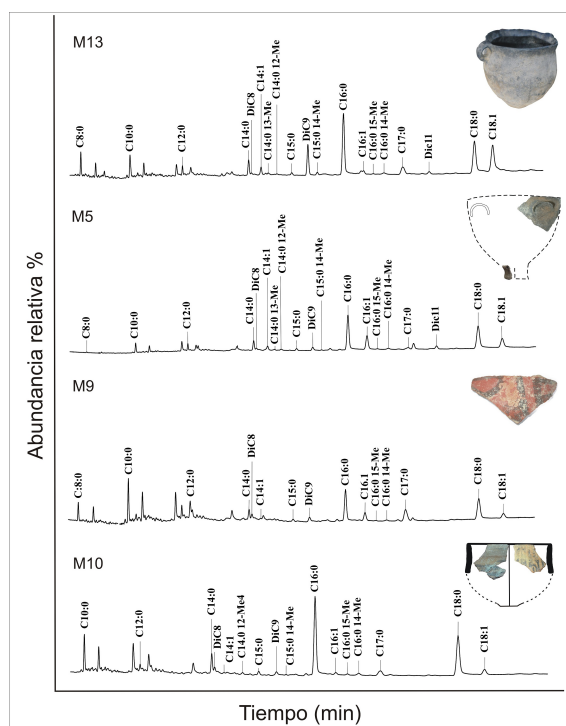 Abundancia relativa %
M13
C8:0
C10:0
C12:0
C14:0
DiC8
C14:1
C14:0 13-Me
C14:0 12-Me
C15:0
DiC9
C15:0 14-Me
C16:0
C16:1
C16:0 15-Me
C16:0 14-Me
C17:0
Dic11
C18:0
C18.1
M5
C8:0
C10:0
C12:0
C14:0
DiC8
C14:1
C14:0 13-Me
C14:0 12-Me
C15:0
DiC9
C15:0 14-Me
C16:0
C16:1
C16:0 15-Me
C16:0 14-Me
C17:0
Dic11
C18:0
C18.1
M9
C:8:0
C10:0
C12:0
C14:0
DiC8
C14:1
C15:0
DiC9
C16:0
C16.1
C16:0 15-Me
C16:0 14-Me
C17:0
C18:0
C18:1
M10
C10:0
C12:0
C14:0
DiC8
C14:1
C14.0 12-Me4
C15:0
DiC9
C15:0 14-Me
C16:0
C16:1
C16:0 15-Me
C16:0 14-Me
C17:0
C18:0
C18:1
Tiempo (min)